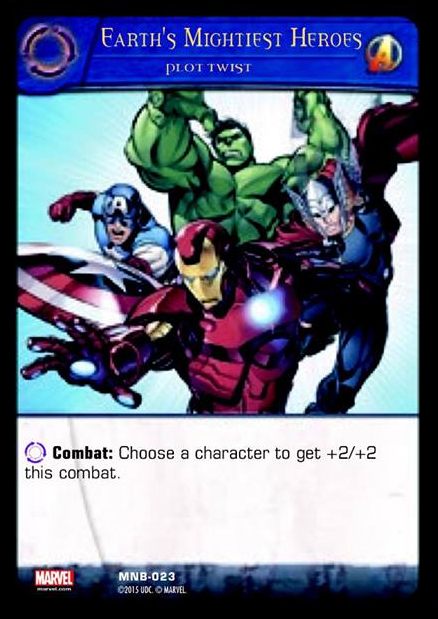 Earth's Mightiest Heroes
PLOT TWIST
Combat: Choose a character to get +2/+2
this combat.
MARVEL
marvel.com
MNB-023
©2015 UDC. © MARVEL